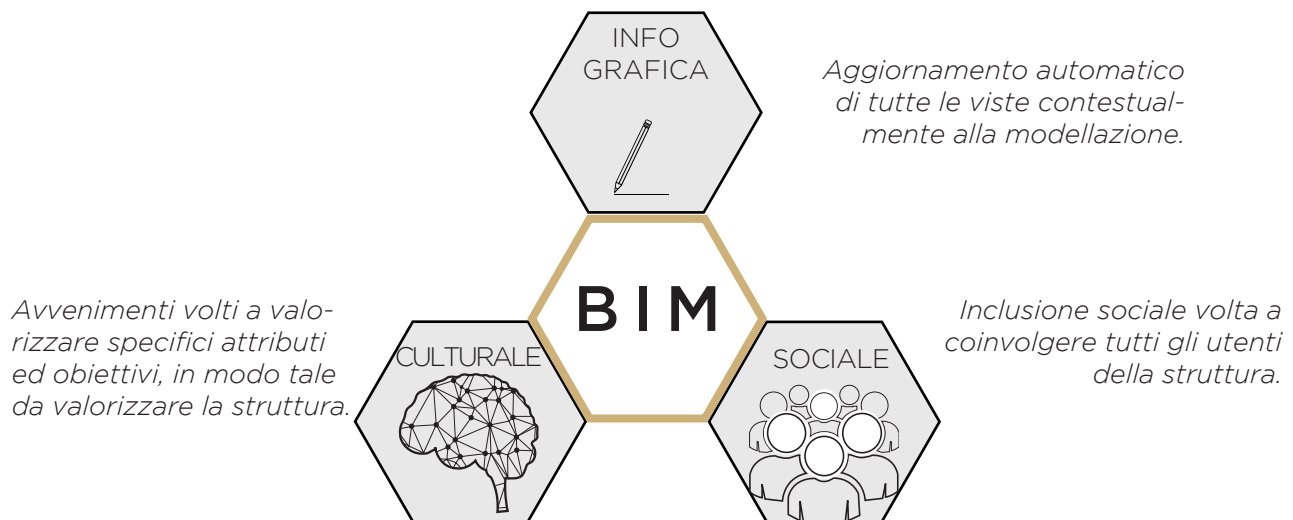 INFO
GRAFICA
Aggiornamento automatico
di tutte le viste contestual-
mente alla modellazione.
BIM
Avvenimenti volti a valo-
rizzare specifici attributi
ed obiettivi, in modo tale
da valorizzare la struttura.
CULTURALE
SOCIALE
Inclusione sociale volta a
coinvolgere tutti gli utenti
della struttura.